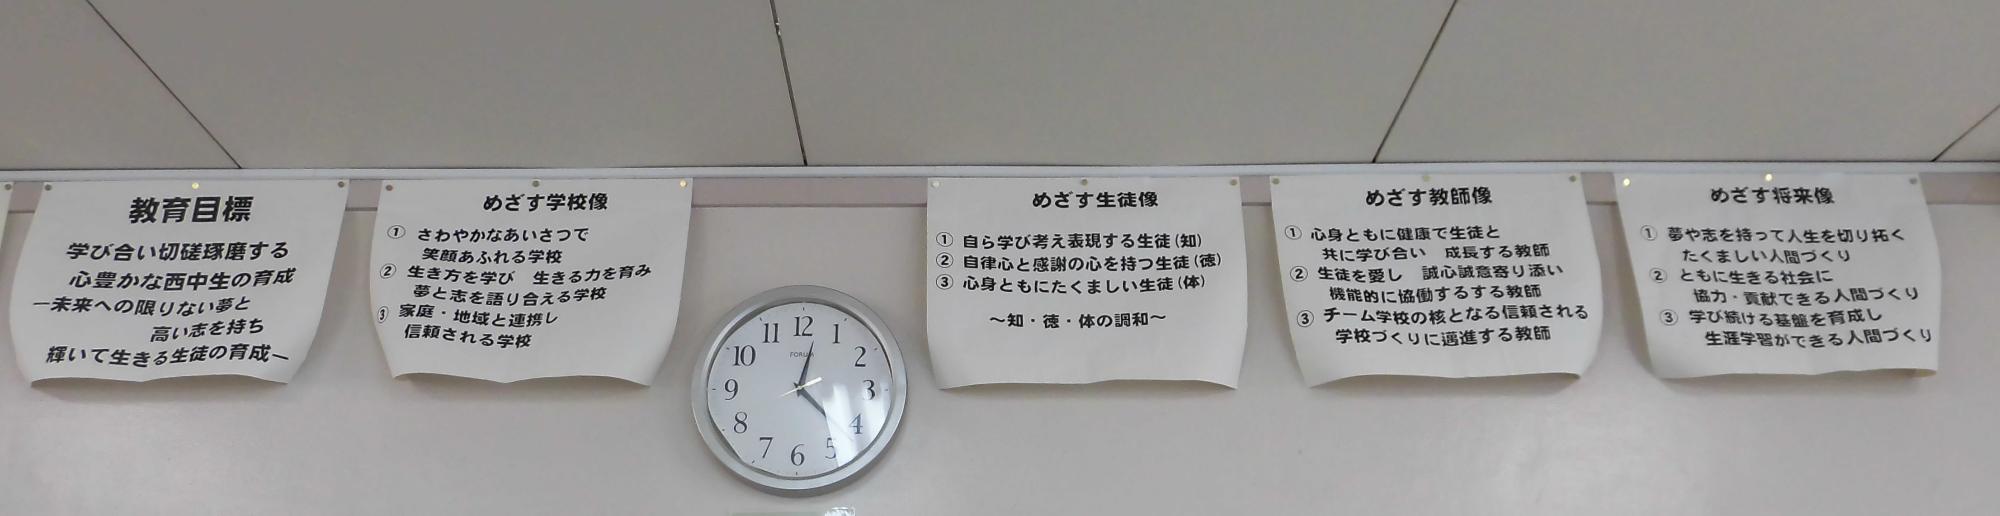 教育目標
学び合い切磋琢磨する
心豊かな西中生の育成
―未来への限りない夢と
高い志を持ち
輝いて生きる生徒の育成―
めざす学校像
① さわやかなあいさつで
笑顔あふれる学校
② 生き方を学び　生きる力を育み
夢と志を語り合える学校
③ 家庭・地域と連携し
信頼される学校
12
1
2
3
4
5
6
7
8
9
10
11
FORUM
めざす生徒像
① 自ら学び考え表現する生徒(知)
② 自律心と感謝の心を持つ生徒(徳)
③ 心身ともにたくましい生徒(体)
～知・徳・体の調和～
めざす教師像
① 心身ともに健康で生徒と
共に学び合い　成長する教師
② 生徒を愛し　誠心誠意寄り添い
機能的に協働するする教師
③ チーム学校の核となる信頼される
学校づくりに邁進する教師
めざす将来像
① 夢や志を持って人生を切り拓く
たくましい人間づくり
② ともに生きる社会に
協力・貢献できる人間づくり
③ 学び続ける基盤を育成し
生涯学習ができる人間づくり